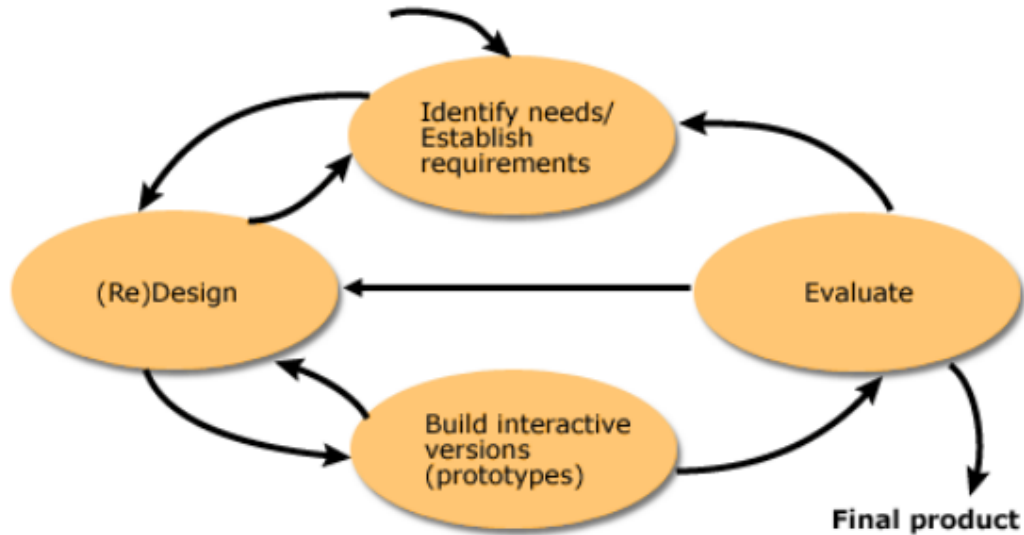 Identify needs/
Establish
requirements
(Re)Design
Evaluate
Build interactive
versions
(prototypes)
Final product